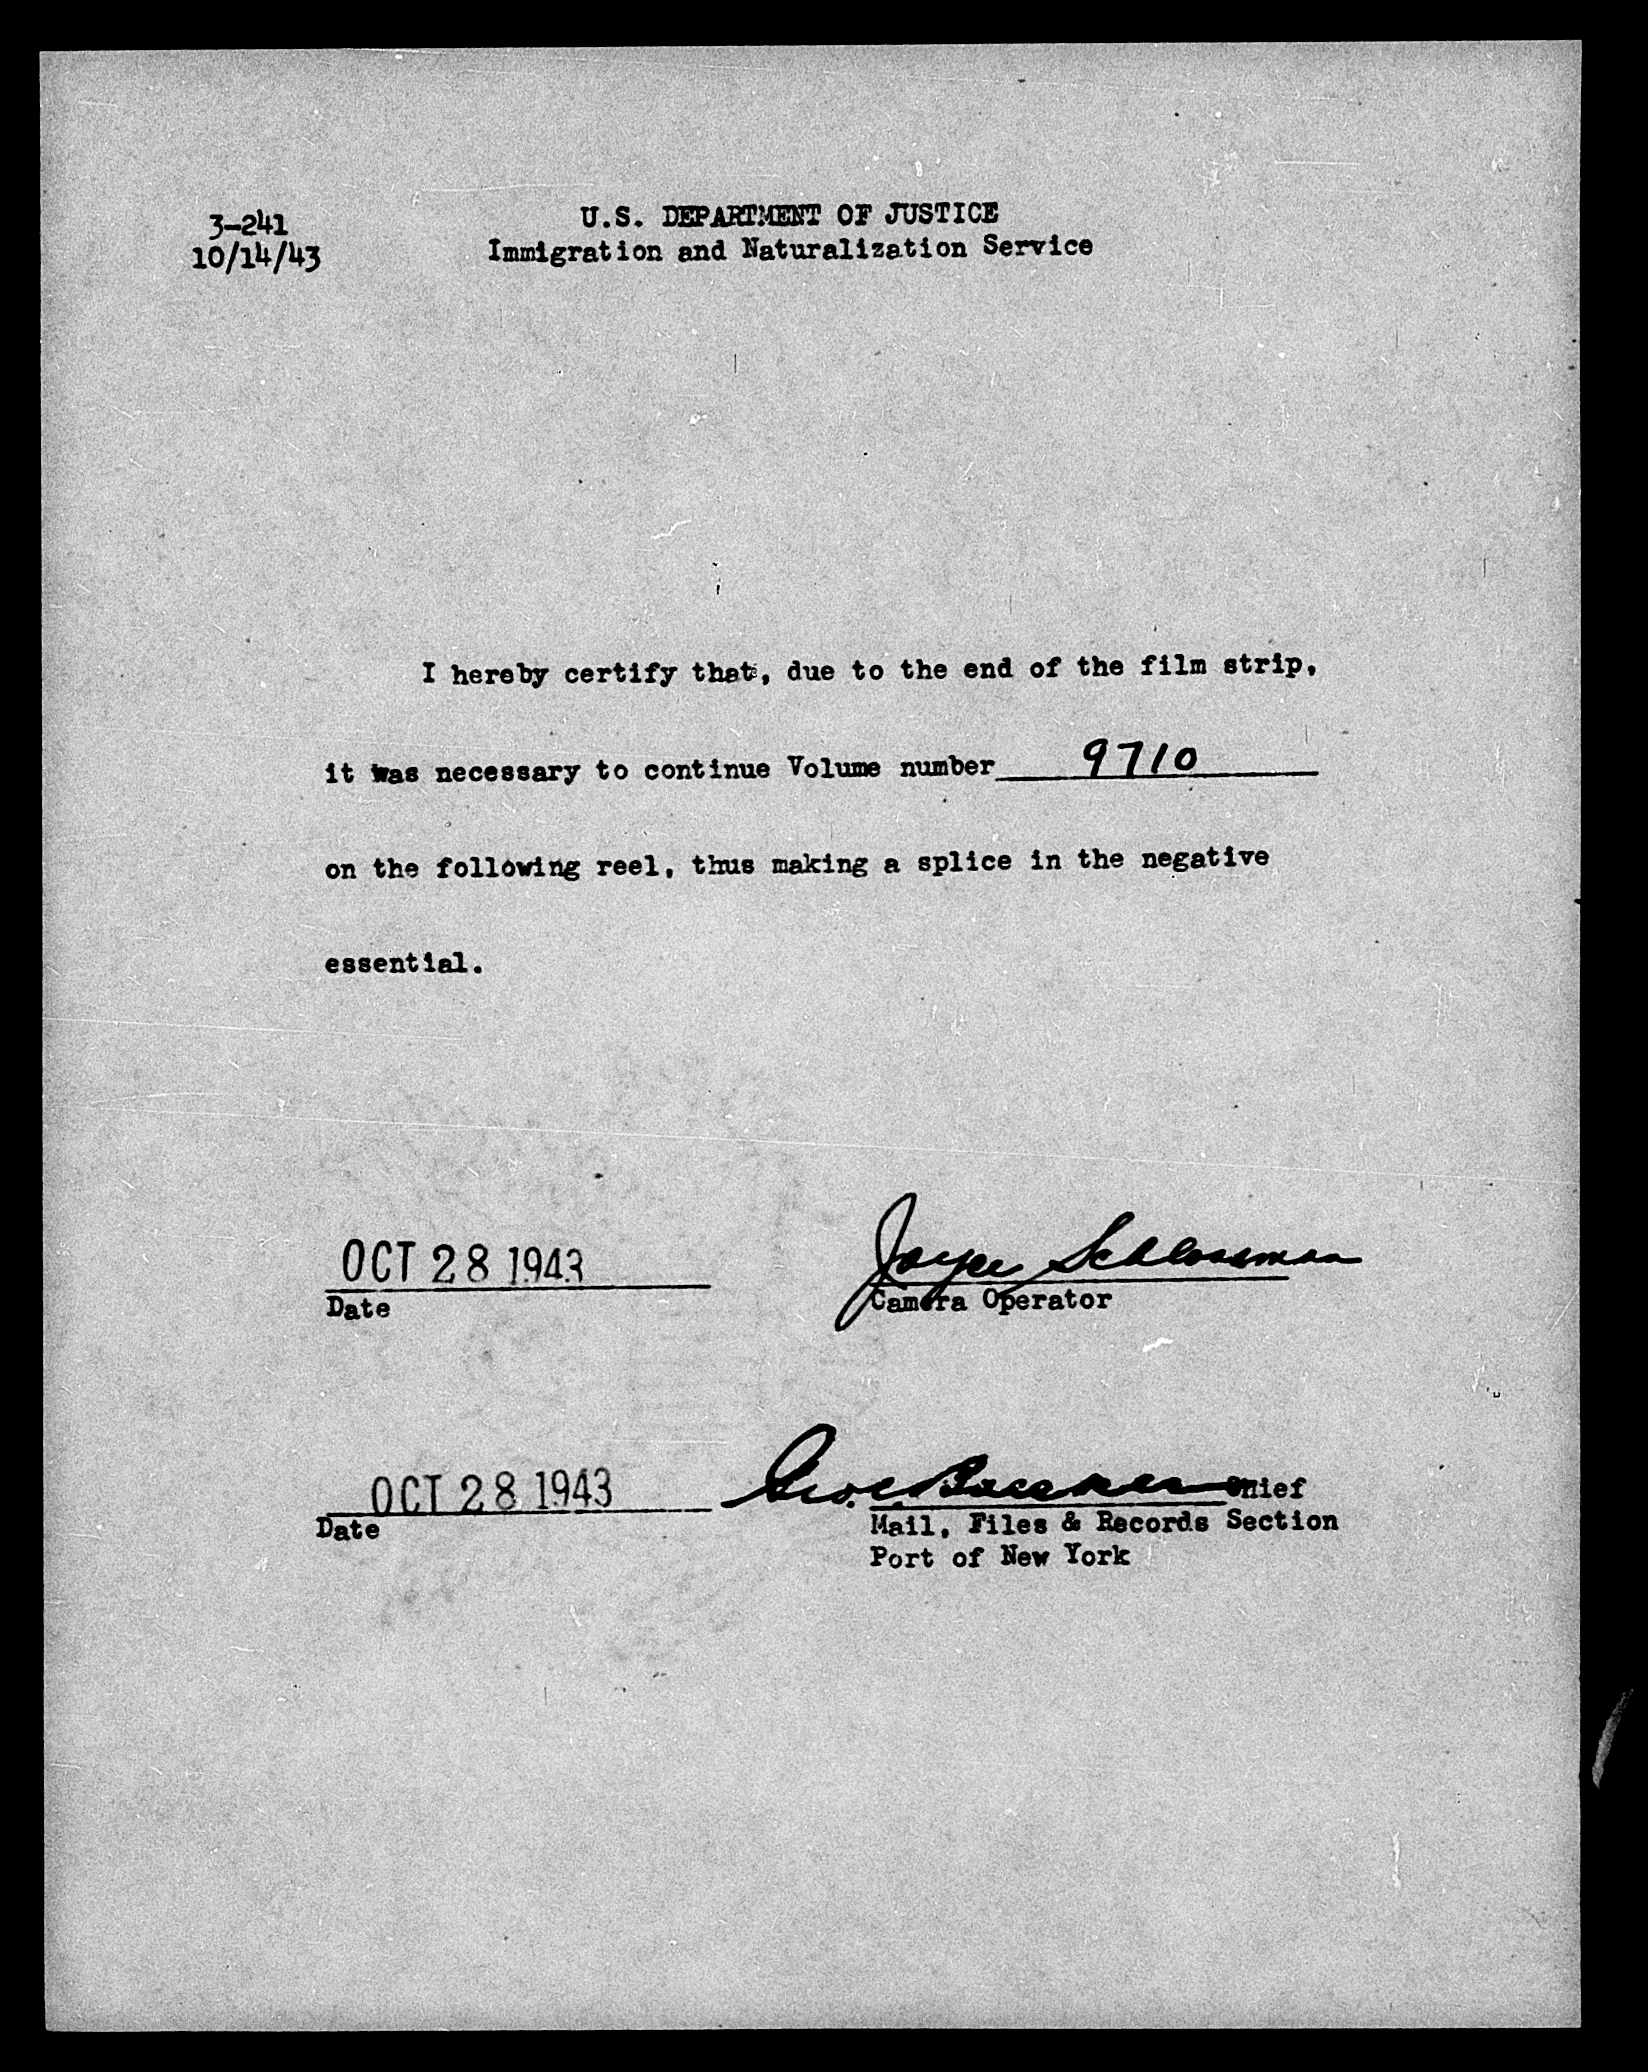 3-241
10/14/43
U.S. DEPARTMENT OF JUSTICE
Immigration and Naturalization Service
I hereby certify that, due to the end of the film strip,
it was necessary to continue Volume number 9710
on the following reel, thus making a splice in the negative
essential.
OCT 28 1943
Date
Joyce Schlossman
Camera Operator
OCT 28 1943
Date
Geo. Chief
Mail, Files & Records Section
Port of New York